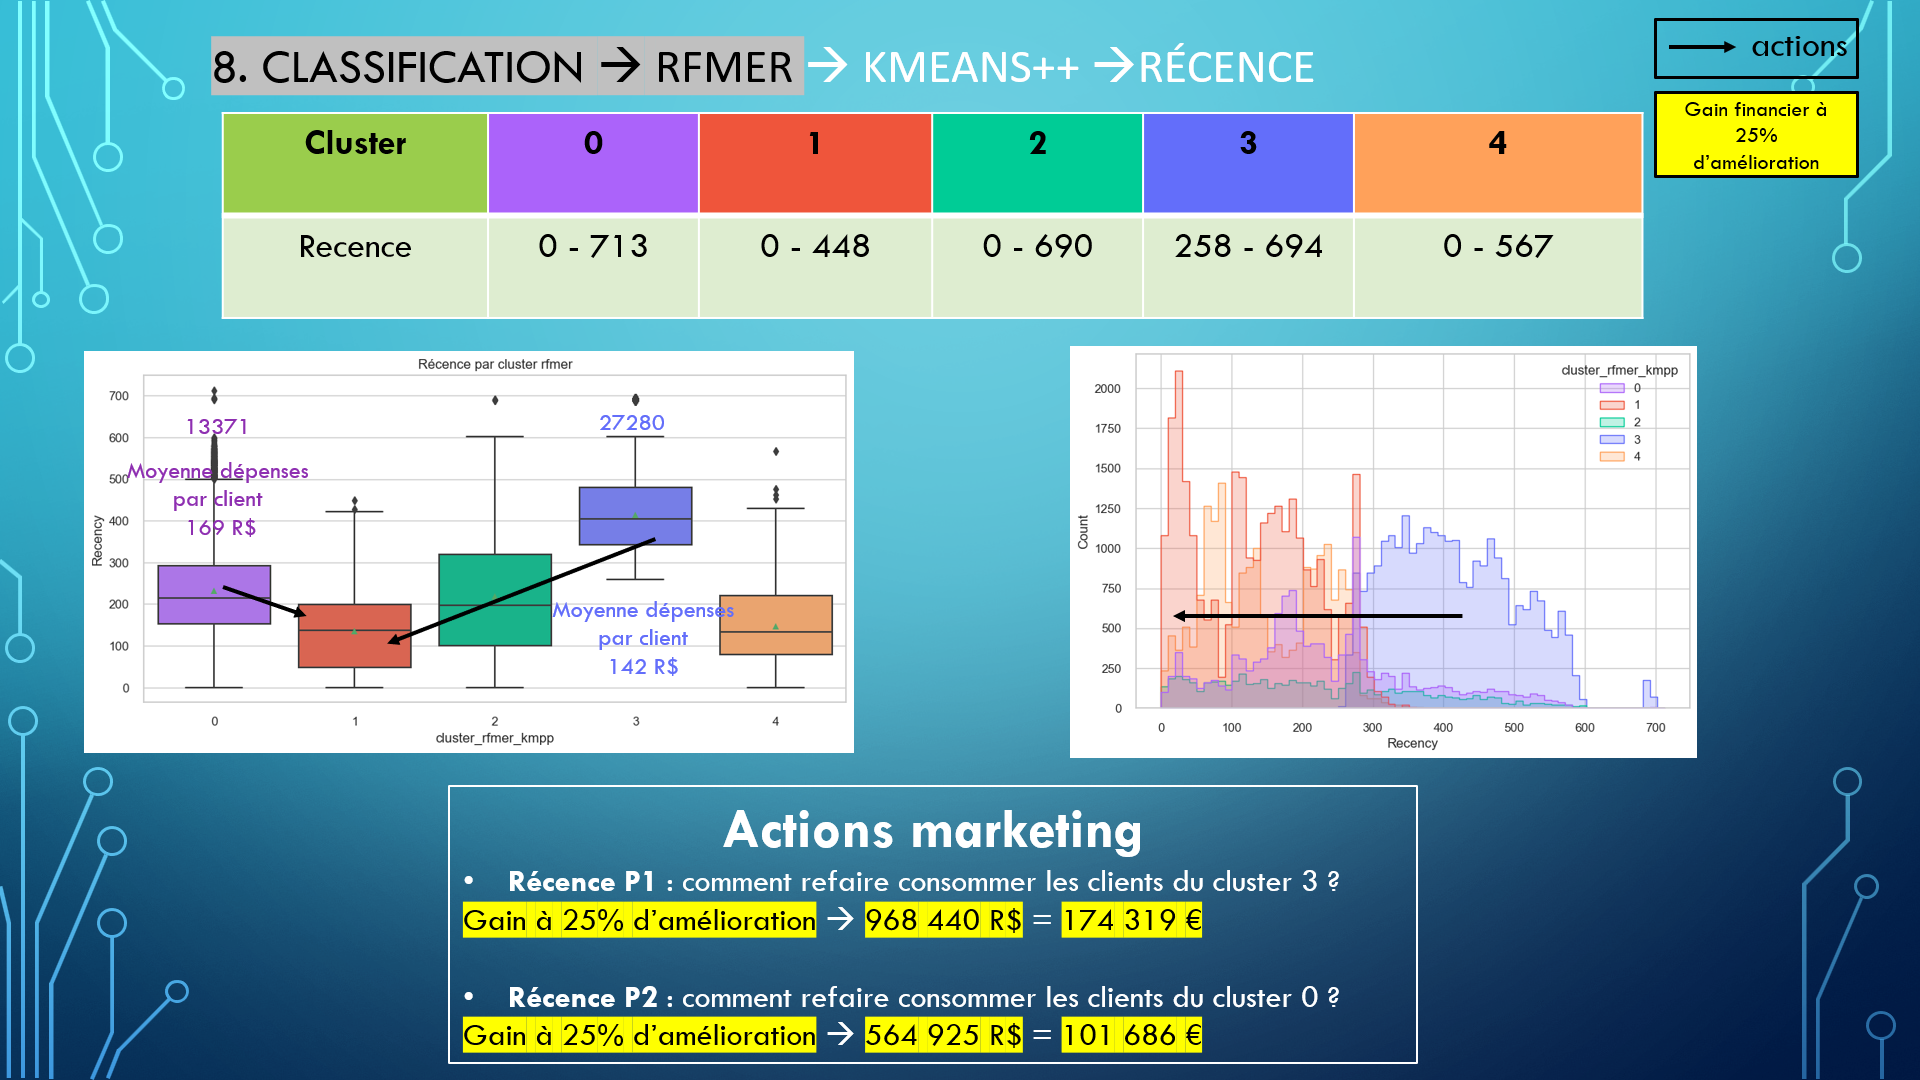 8. CLASSIFICATION → RFMER → KMEANS++ →RÉCENCE
→ actions
Gain financier à
25%
d’amélioration
Cluster 0 1 2 3 4
Recence 0 - 713 0 - 448 0 - 690 258 - 694 0 - 567
Récence par cluster rfmer
700
600
500
400
300
200
100
0
Recency
13371
Moyenne dépenses
par client
169 R$
27280
Moyenne dépenses
par client
142 R$
0 1 2 3 4
cluster_rfmer_kmpp
cluster_rfmer_kmpp
0
1
2
3
4
2000
1750
1500
1250
1000
750
500
250
0
Count
0 100 200 300 400 500 600 700
Recency
Actions marketing
• Récence P1 : comment refaire consommer les clients du cluster 3 ?
Gain à 25% d’amélioration → 968 440 R$ = 174 319 €
• Récence P2 : comment refaire consommer les clients du cluster 0 ?
Gain à 25% d’amélioration → 564 925 R$ = 101 686 €